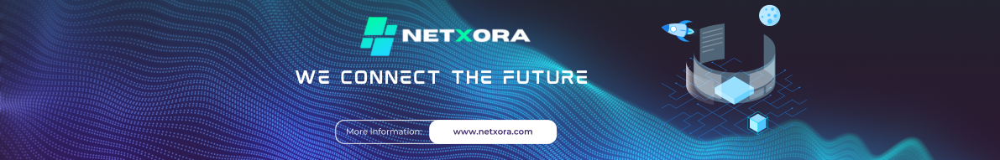 NETXORA
WE CONNECT THE FUTURE
More Information: www.netxora.com